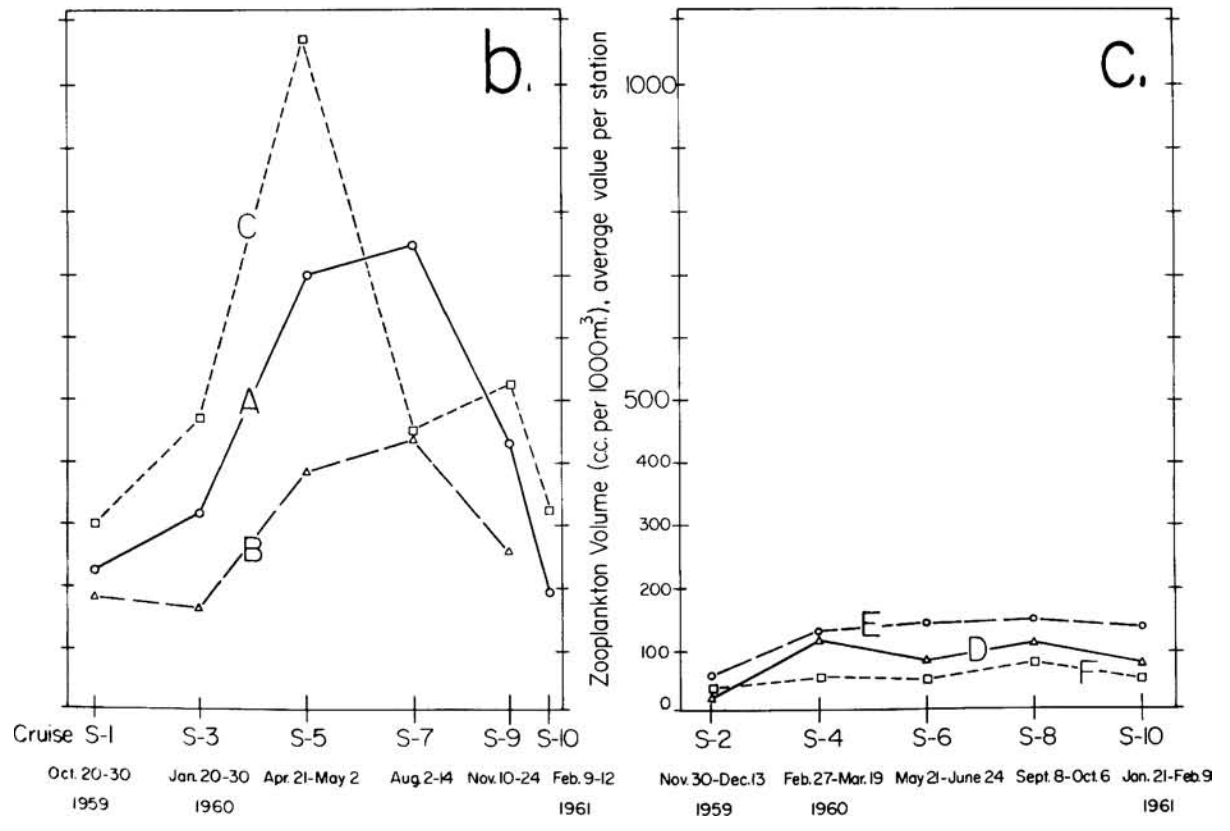 b.
C
A
B
Cruise S-1 S-3 S-5 S-7 S-9 S-10
Oct. 20-30 Jan. 20-30 Apr. 21-May 2 Aug. 2-14 Nov. 10-24 Feb. 9-12
1959 1960 1961
Zooplankton Volume (c.c. per 1000m.³), average value per station
c.
1000
500
400
300
200
100
0
E
D
F
S-2 S-4 S-6 S-8 S-10
Nov. 30-Dec. 13 Feb. 27-Mar. 19 May 21-June 24 Sept. 8-Oct. 6 Jan. 21-Feb. 9
1959 1960 1961